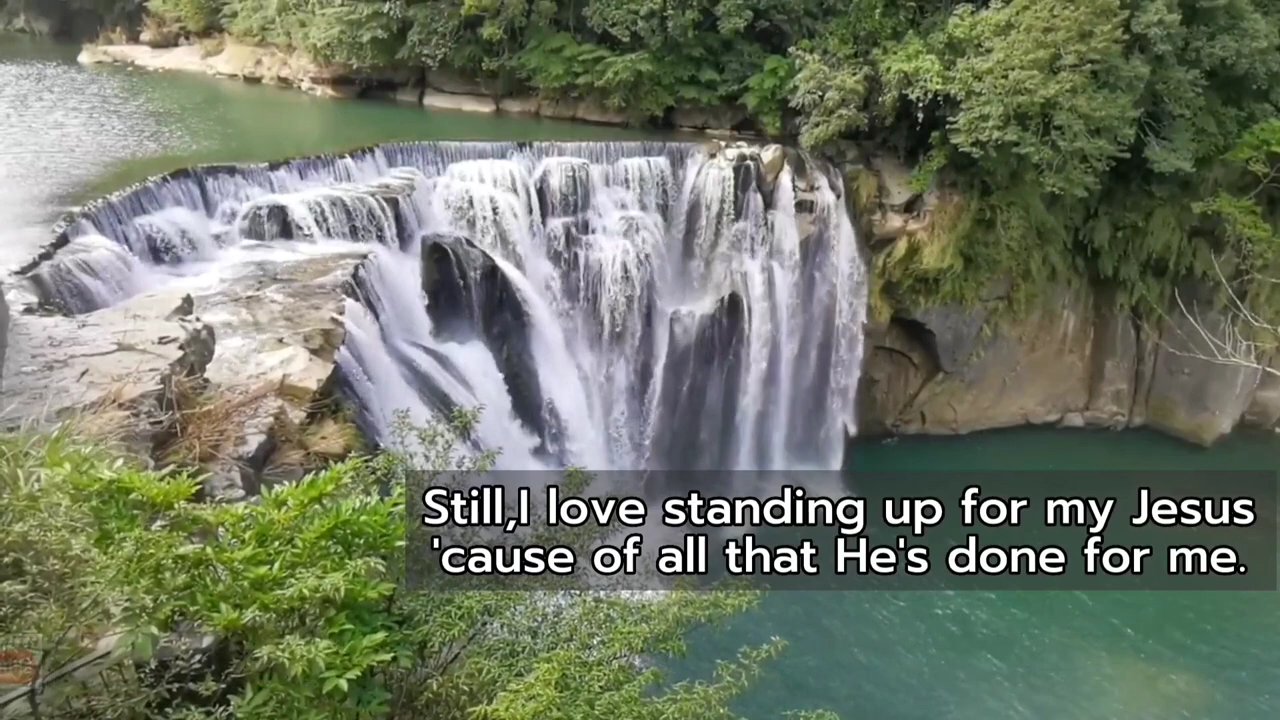 Still,I love standing up for my Jesus
'cause of all that He's done for me.